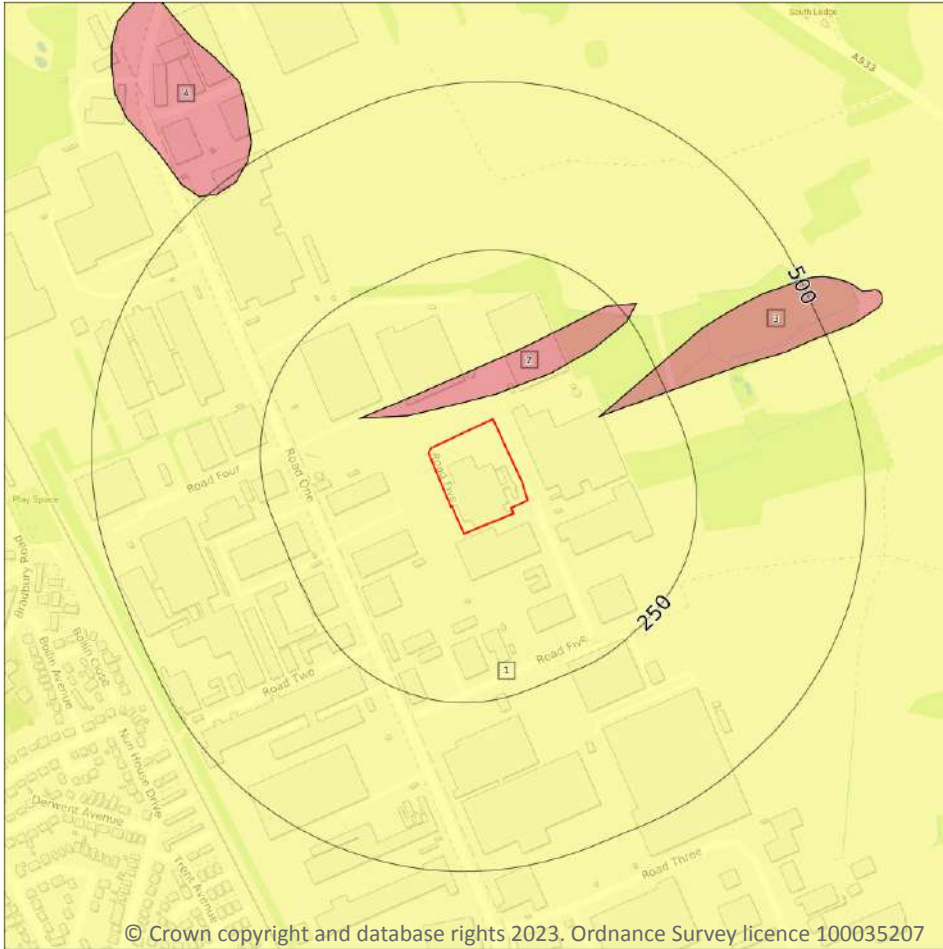 South Lodge
A533
4
500
3
2
Road Five
Road One
Road Four
Play Space
Bradbury Road
250
Boilin Close
Boilin Avenue
1
Road Five
Road Two
Nun House Drive
Derwent Avenue
Trent Avenue
Road Three
© Crown copyright and database rights 2023. Ordnance Survey licence 100035207